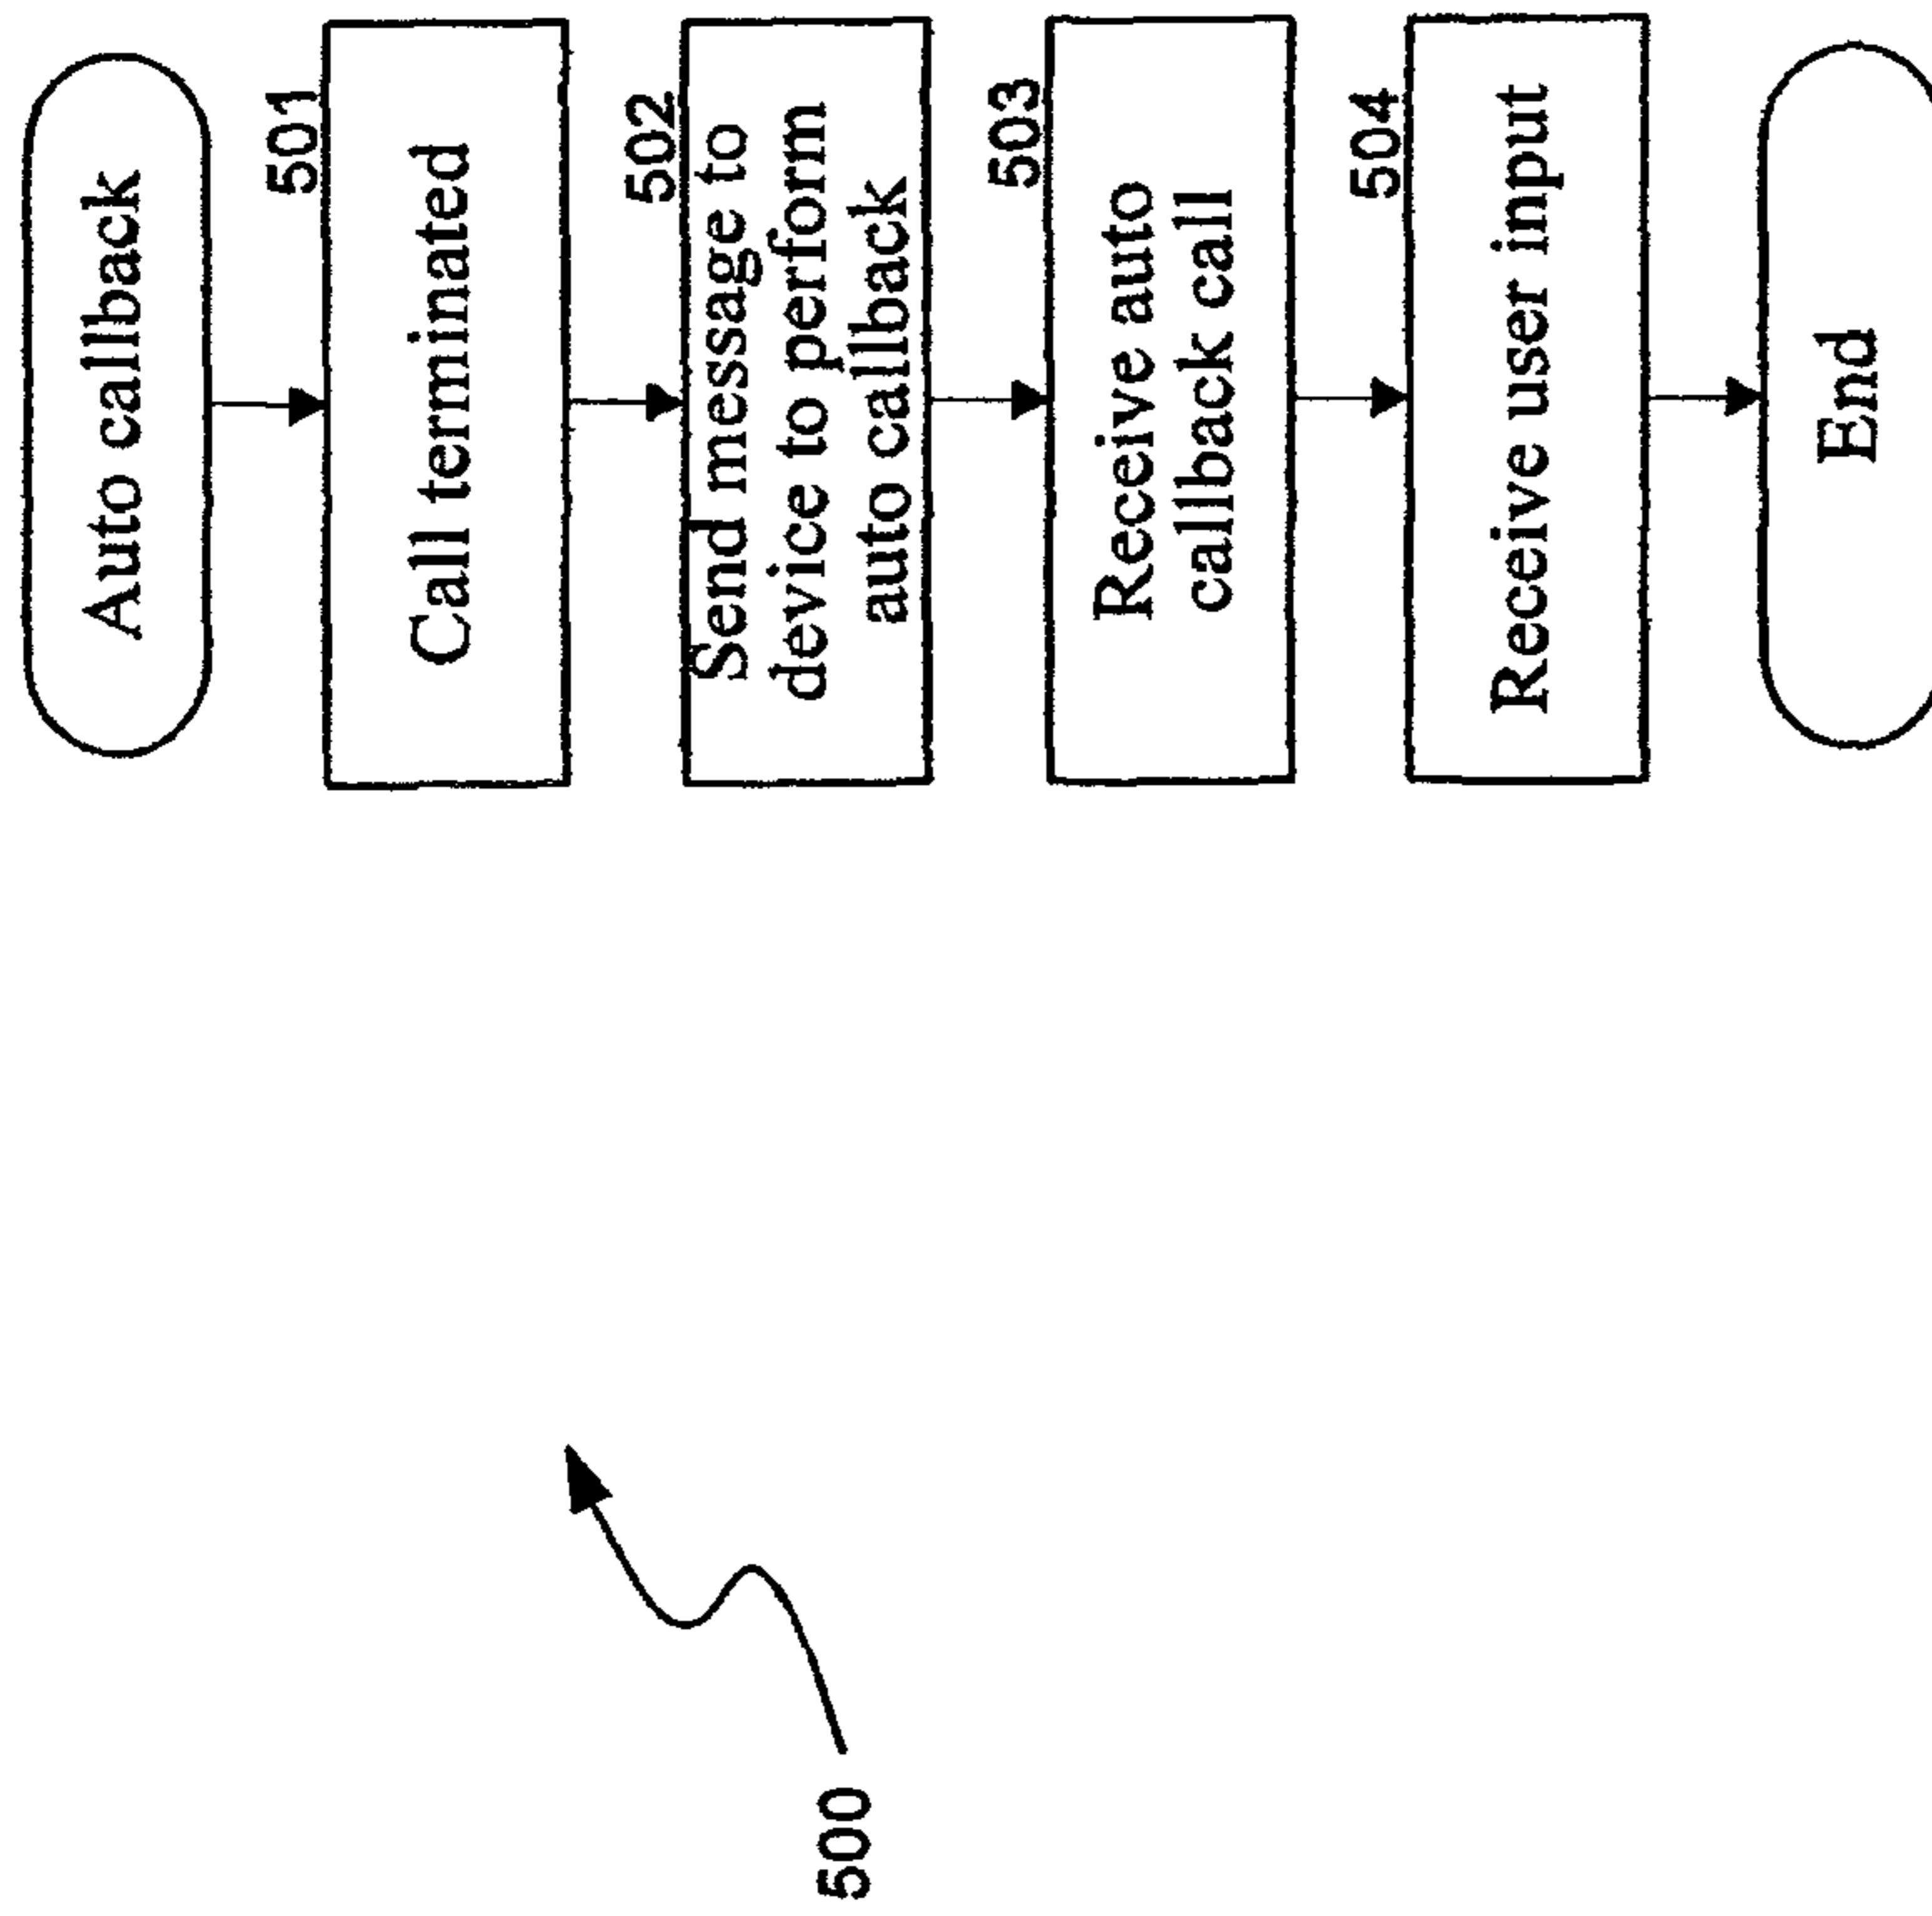 Auto callback
501
Call terminated
502
Send message to
device to perform
auto callback
503
Receive auto
callback call
504
Receive user input
End
500